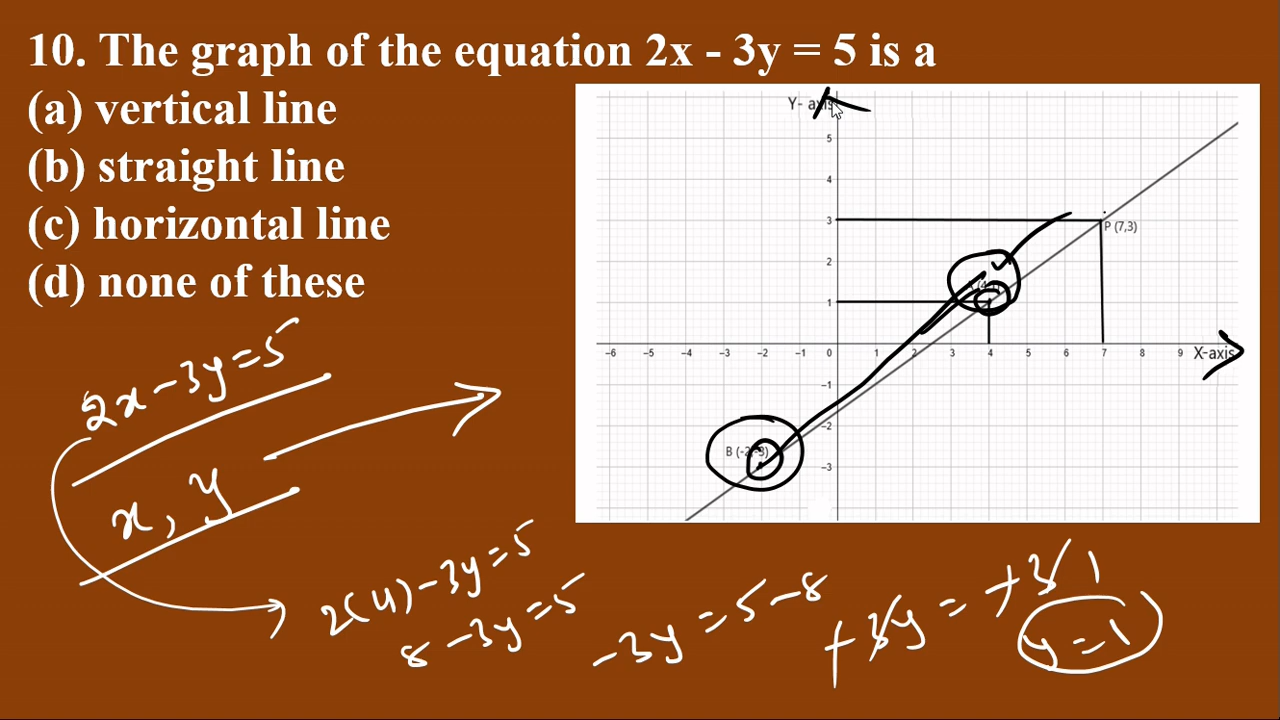 10. The graph of the equation 2x - 3y = 5 is a
(a) vertical line
(b) straight line
(c) horizontal line
(d) none of these
Y- axis
5
4
3
P (7,3)
2
1
-6 -5 -4 -3 -2 -1 0 1 2 3 4 5 6 7 8 9 X-axis
-1
-2
B (-2,-3)
-3
2x-3y=5
x, y
2(4)-3y=5
8-3y=5
-3y=5-8
+3y=+3 1
y=1